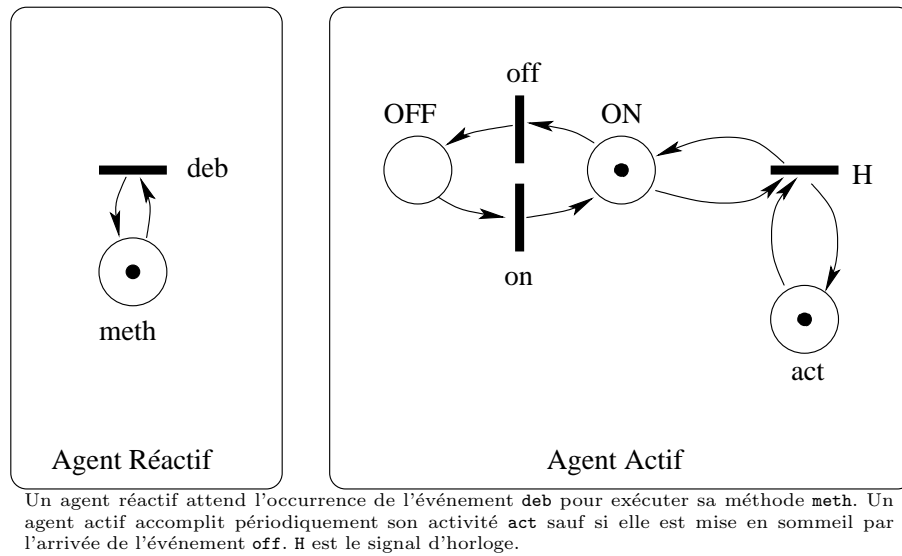 off
OFF
ON
deb
H
on
meth
act
Agent Réactif
Agent Actif
Un agent réactif attend l'occurrence de l'événement deb pour exécuter sa méthode meth. Un
agent actif accomplit périodiquement son activité act sauf si elle est mise en sommeil par
l'arrivée de l'événement off. H est le signal d'horloge.